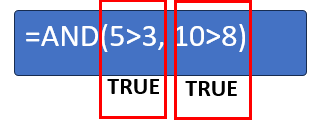 =AND(5>3, 10>8)
TRUE TRUE